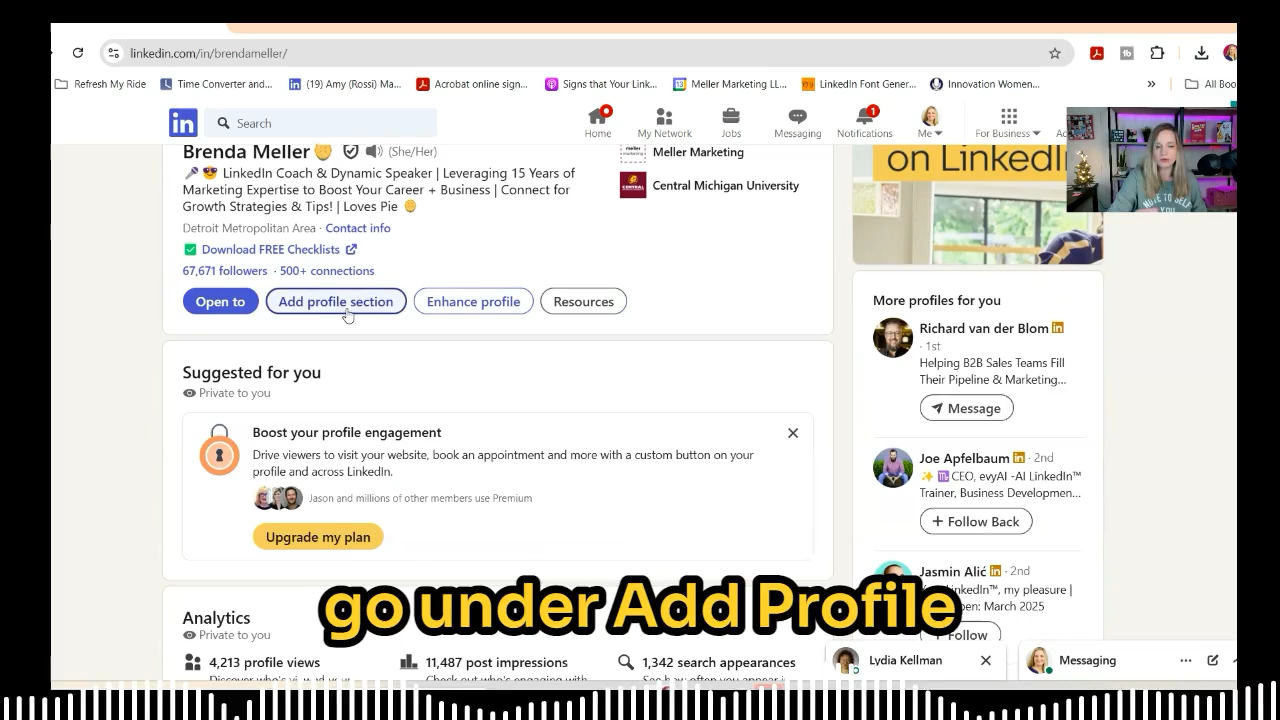 linkedin.com/in/brendameller/
Refresh My Ride
Time Converter and...
(19) Amy (Ross) Ma...
Acrobat online sign...
Signs that Your Link...
Meller Marketing LL...
LinkedIn Font Gener...
Innovation Women...
»
All Boo
in
Search
Home
My Network
Jobs
Messaging
1
Notifications
Me
For Business
Brenda Meller
(She/Her)
LinkedIn Coach & Dynamic Speaker | Leveraging 15 Years of
Marketing Expertise to Boost Your Career + Business | Connect for
Growth Strategies & Tips! | Loves Pie
Detroit Metropolitan Area · Contact info
Download FREE Checklists
67,671 followers · 500+ connections
Open to
Add profile section
Enhance profile
Resources
Meller Marketing
Central Michigan University
on LinkedI
Suggested for you
Private to you
Boost your profile engagement
Drive viewers to visit your website, book an appointment and more with a custom button on your
profile and across LinkedIn.
Jason and millions of other members use Premium
Upgrade my plan
Analytics
Private to you
4,213 profile views
11,487 post impressions
1,342 search appearances
More profiles for you
Richard van der Blom
· 1st
Helping B2B Sales Teams Fill
Their Pipeline & Marketing...
Message
Joe Apfelbaum · 2nd
CEO, evyAI -AI LinkedIn™
Trainer, Business Developmen...
+ Follow Back
Jasmin Alić · 2nd
LinkedIn™, my pleasure |
pen: March 2025
Follow
Lydia Kellman
Messaging
go under Add Profile